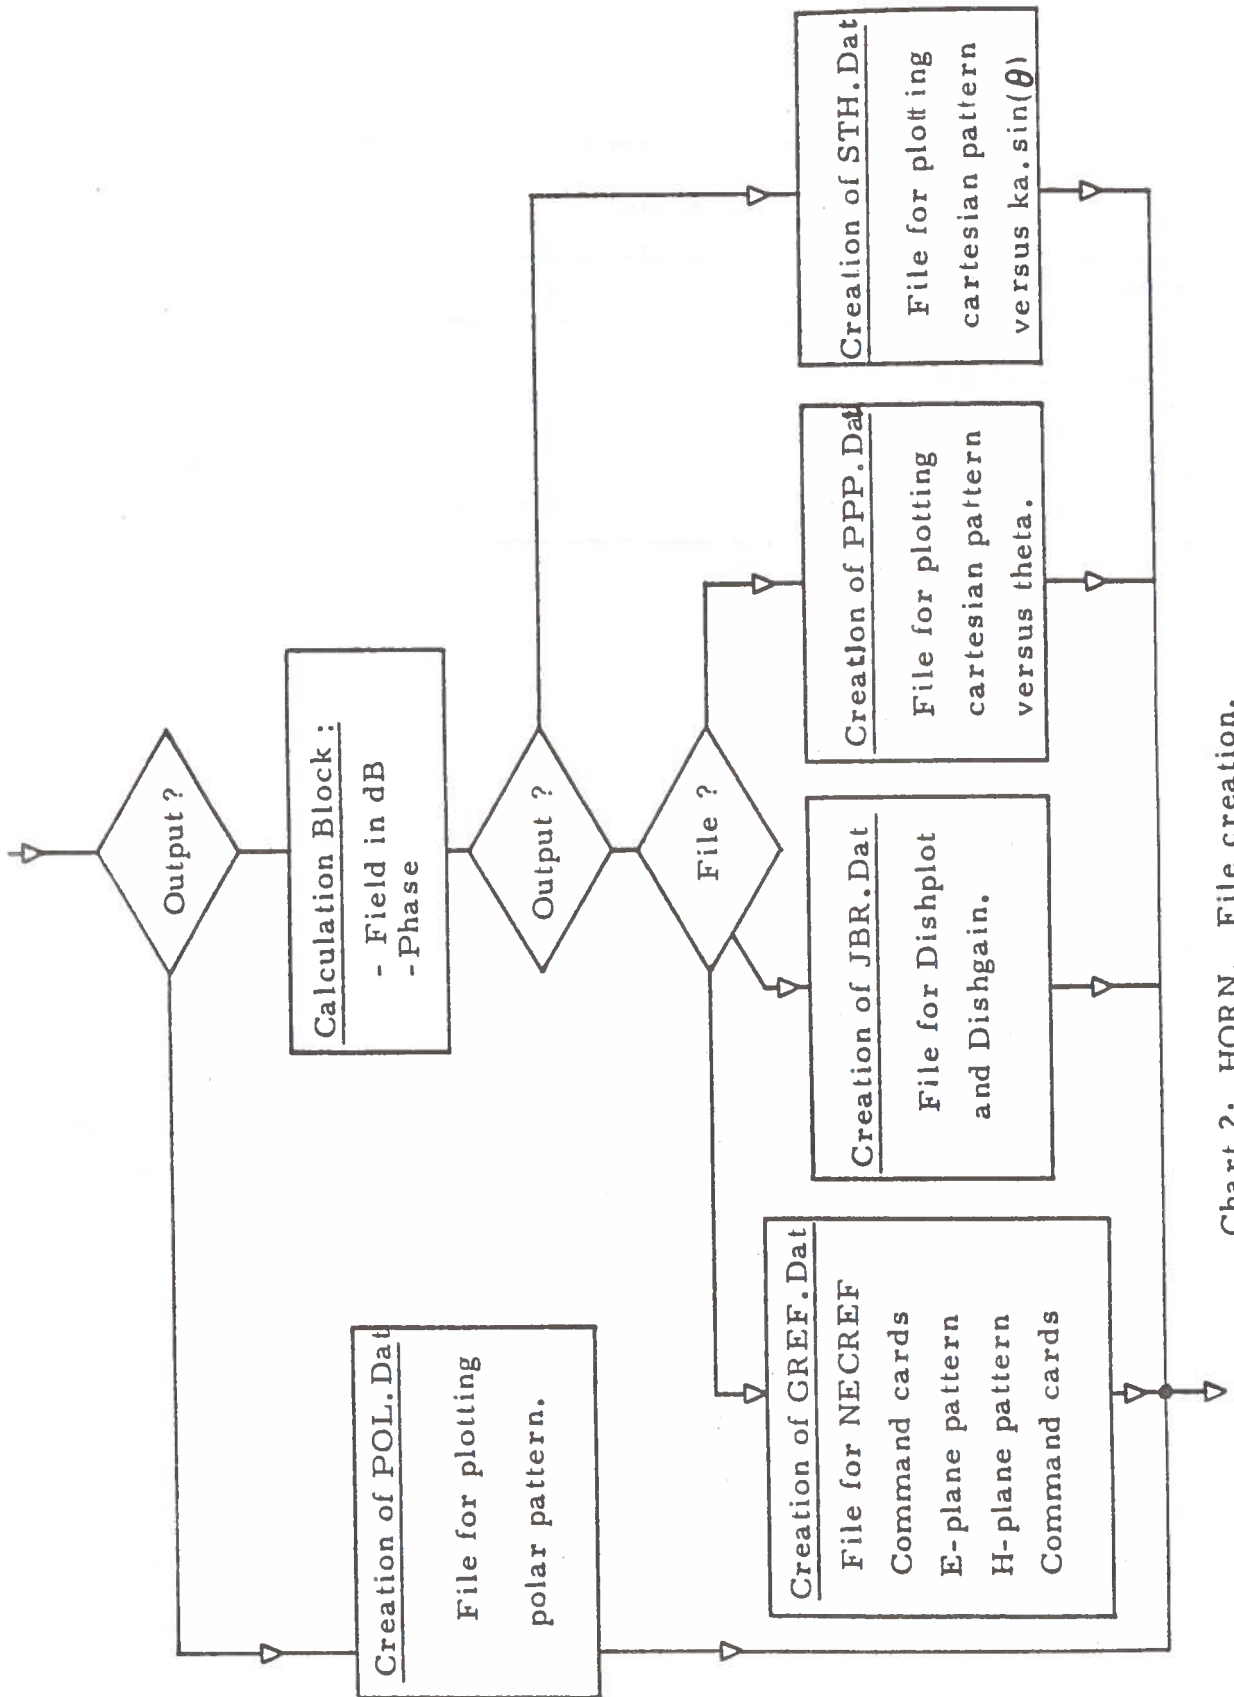 Output ?
Calculation Block :
- Field in dB
-Phase
Output ?
File ?
Creation of POL.Dat
File for plotting
polar pattern.
Creation of GREF.Dat
File for NECREF
Command cards
E-plane pattern
H-plane pattern
Command cards
Creation of JBR.Dat
File for Dishplot
and Dishgain.
Creation of PPP.Dat
File for plotting
cartesian pattern
versus theta.
Creation of STH.Dat
File for plotting
cartesian pattern
versus ka.sin(θ)
Chart 2. HORN. File creation.